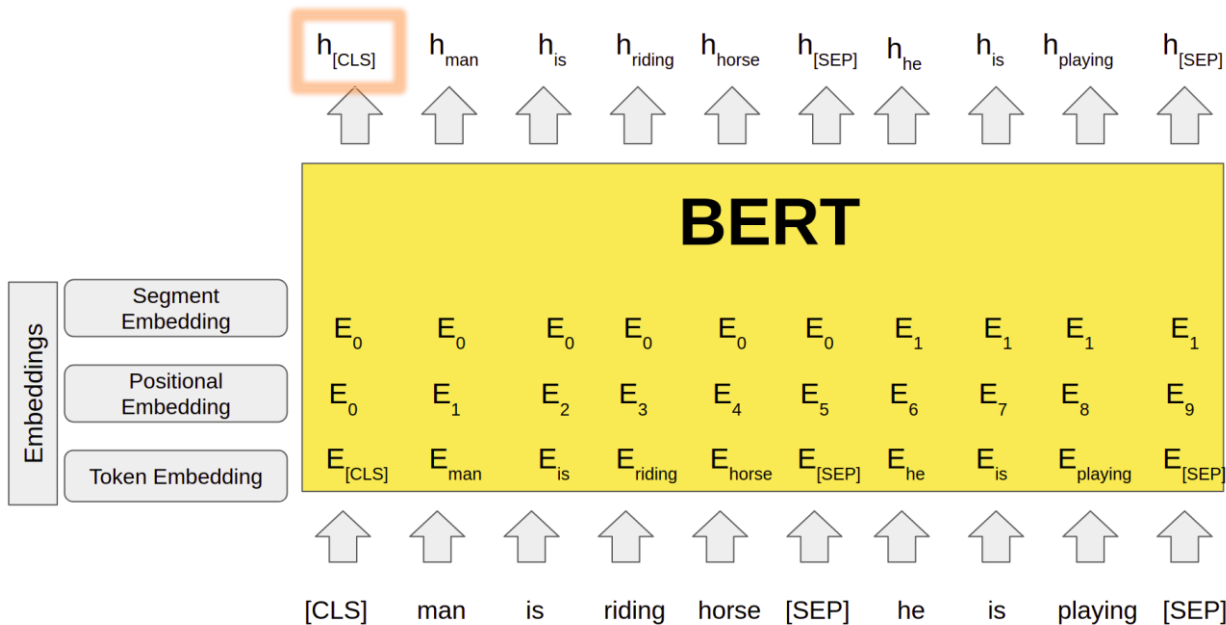 h[CLS] hman his hriding hhorse h[SEP] hhe his hplaying h[SEP]
BERT
Embeddings
Segment
Embedding
E0 E0 E0 E0 E0 E0 E1 E1 E1 E1
Positional
Embedding
E0 E1 E2 E3 E4 E5 E6 E7 E8 E9
Token Embedding
E[CLS] Eman Eis Eriding Ehorse E[SEP] Ehe Eis Eplaying E[SEP]
[CLS] man is riding horse [SEP] he is playing [SEP]